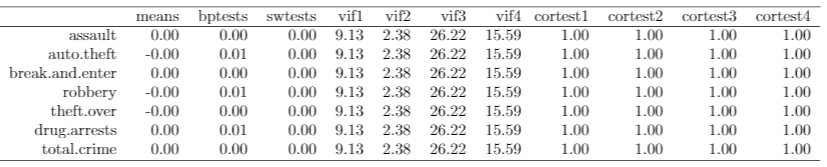 means bptests swtests vif1 vif2 vif3 vif4 cortest1 cortest2 cortest3 cortest4
assault 0.00 0.00 0.00 9.13 2.38 26.22 15.59 1.00 1.00 1.00 1.00
auto.theft -0.00 0.01 0.00 9.13 2.38 26.22 15.59 1.00 1.00 1.00 1.00
break.and.enter 0.00 0.00 0.00 9.13 2.38 26.22 15.59 1.00 1.00 1.00 1.00
robbery -0.00 0.01 0.00 9.13 2.38 26.22 15.59 1.00 1.00 1.00 1.00
theft.over -0.00 0.00 0.00 9.13 2.38 26.22 15.59 1.00 1.00 1.00 1.00
drug.arrests 0.00 0.01 0.00 9.13 2.38 26.22 15.59 1.00 1.00 1.00 1.00
total.crime 0.00 0.00 0.00 9.13 2.38 26.22 15.59 1.00 1.00 1.00 1.00